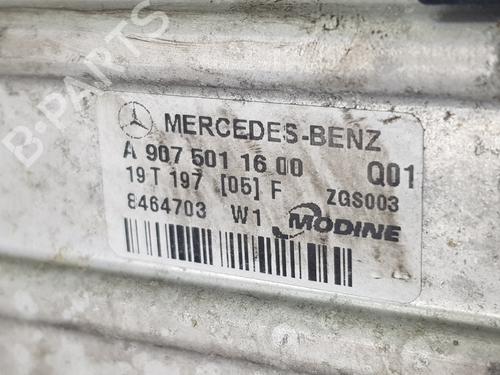 B-PARTS
MERCEDES-BENZ
A 907 501 16 00 Q01
19 T 197 [05] F ZGS003
8464703 W1 MODINE